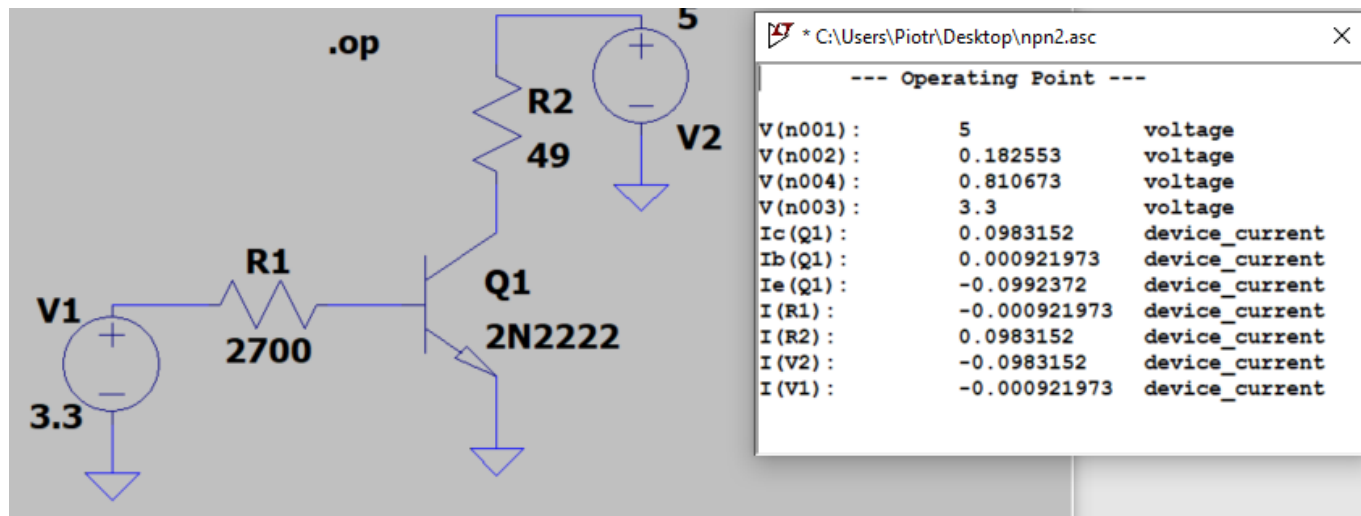 .op
5
R2
49
V2
R1
2700
Q1
2N2222
V1
3.3
* C:\Users\Piotr\Desktop\npn2.asc
--- Operating Point ---
V(n001): 5 voltage
V(n002): 0.182553 voltage
V(n004): 0.810673 voltage
V(n003): 3.3 voltage
Ic(Q1): 0.0983152 device_current
Ib(Q1): 0.000921973 device_current
Ie(Q1): -0.0992372 device_current
I(R1): -0.000921973 device_current
I(R2): 0.0983152 device_current
I(V2): -0.0983152 device_current
I(V1): -0.000921973 device_current